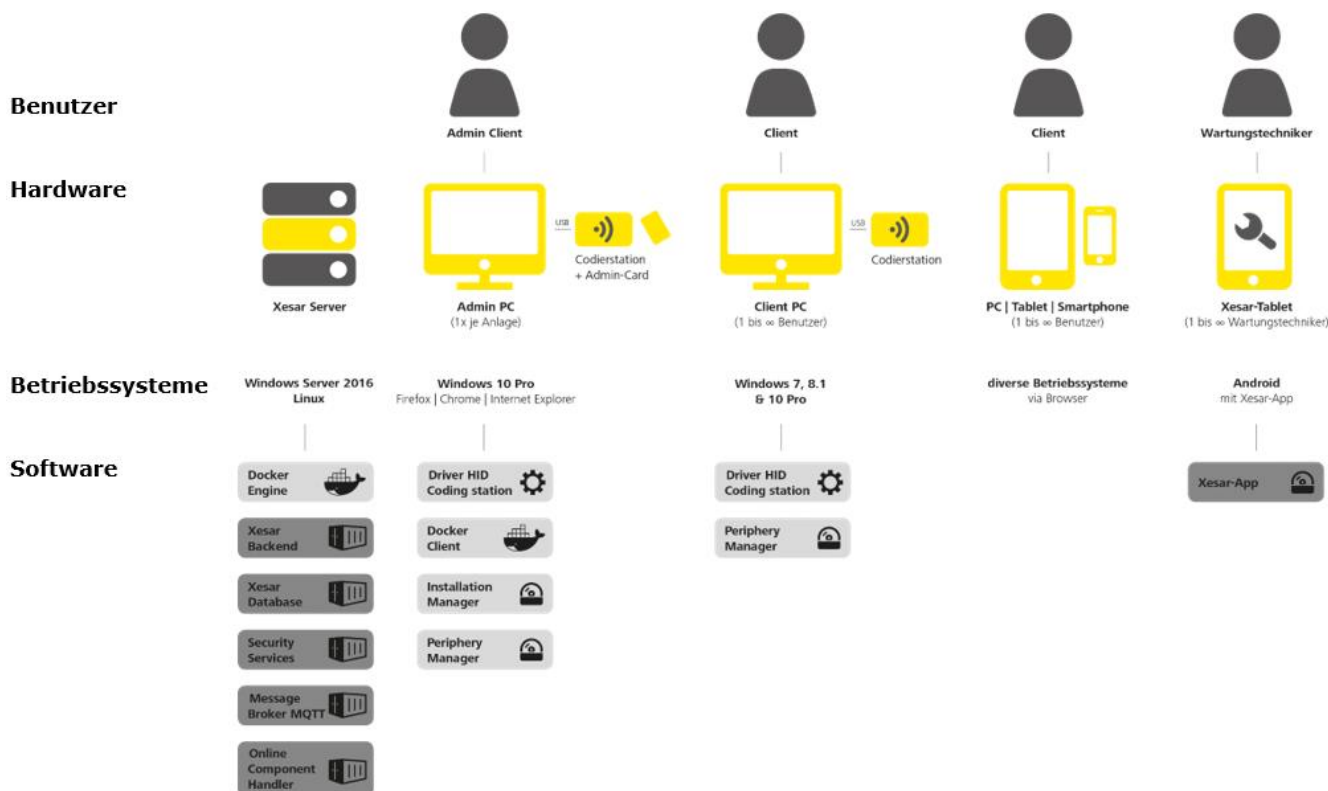 Benutzer
Admin Client
Client
Client
Wartungstechniker
Hardware
USB
Codierstation
+ Admin-Card
USB
Codierstation
Xesar Server
Admin PC
(1x je Anlage)
Client PC
(1 bis ∞ Benutzer)
PC | Tablet | Smartphone
(1 bis ∞ Benutzer)
Xesar-Tablet
(1 bis ∞ Wartungstechniker)
Betriebssysteme
Windows Server 2016
Linux
Windows 10 Pro
Firefox | Chrome | Internet Explorer
Windows 7, 8.1
& 10 Pro
diverse Betriebssysteme
via Browser
Android
mit Xesar-App
Software
Docker
Engine
Xesar
Backend
Xesar
Database
Security
Services
Message
Broker MQTT
Online
Component
Handler
Driver HID
Coding station
Docker
Client
Installation
Manager
Periphery
Manager
Driver HID
Coding station
Periphery
Manager
Xesar-App